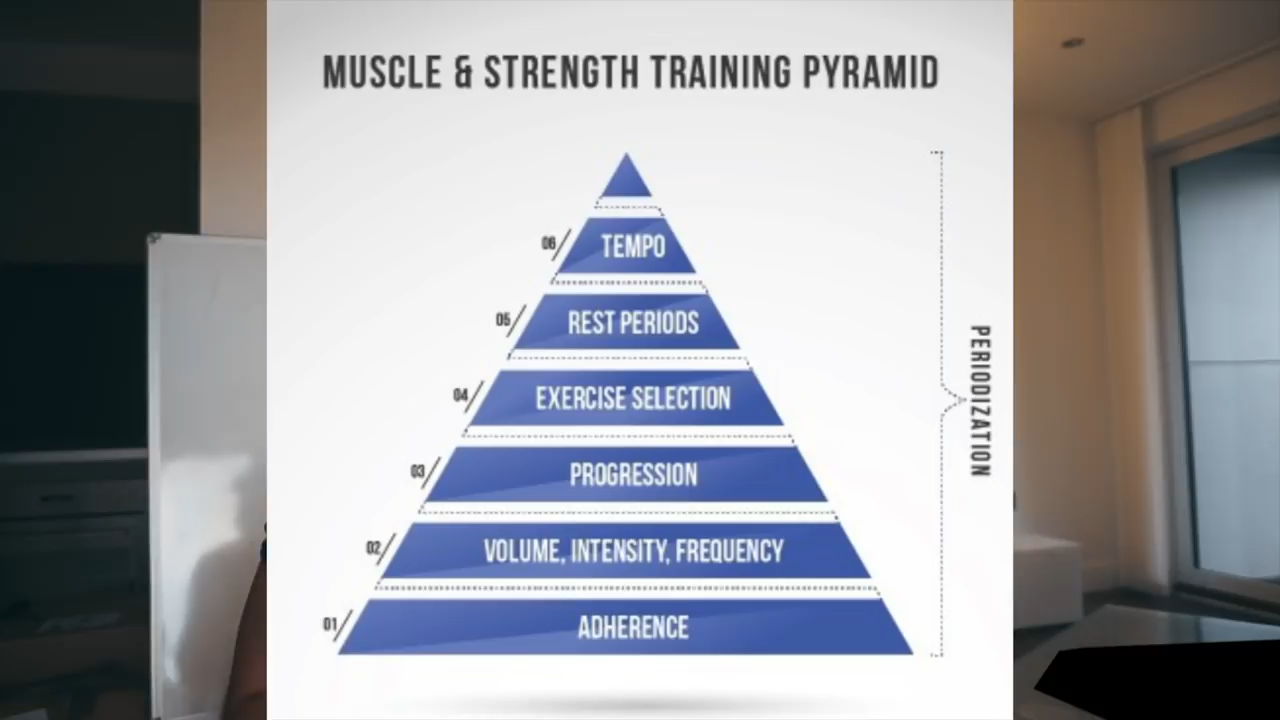 MUSCLE & STRENGTH TRAINING PYRAMID
06 TEMPO
05 REST PERIODS
04 EXERCISE SELECTION
03 PROGRESSION
02 VOLUME, INTENSITY, FREQUENCY
01 ADHERENCE
PERIODIZATION